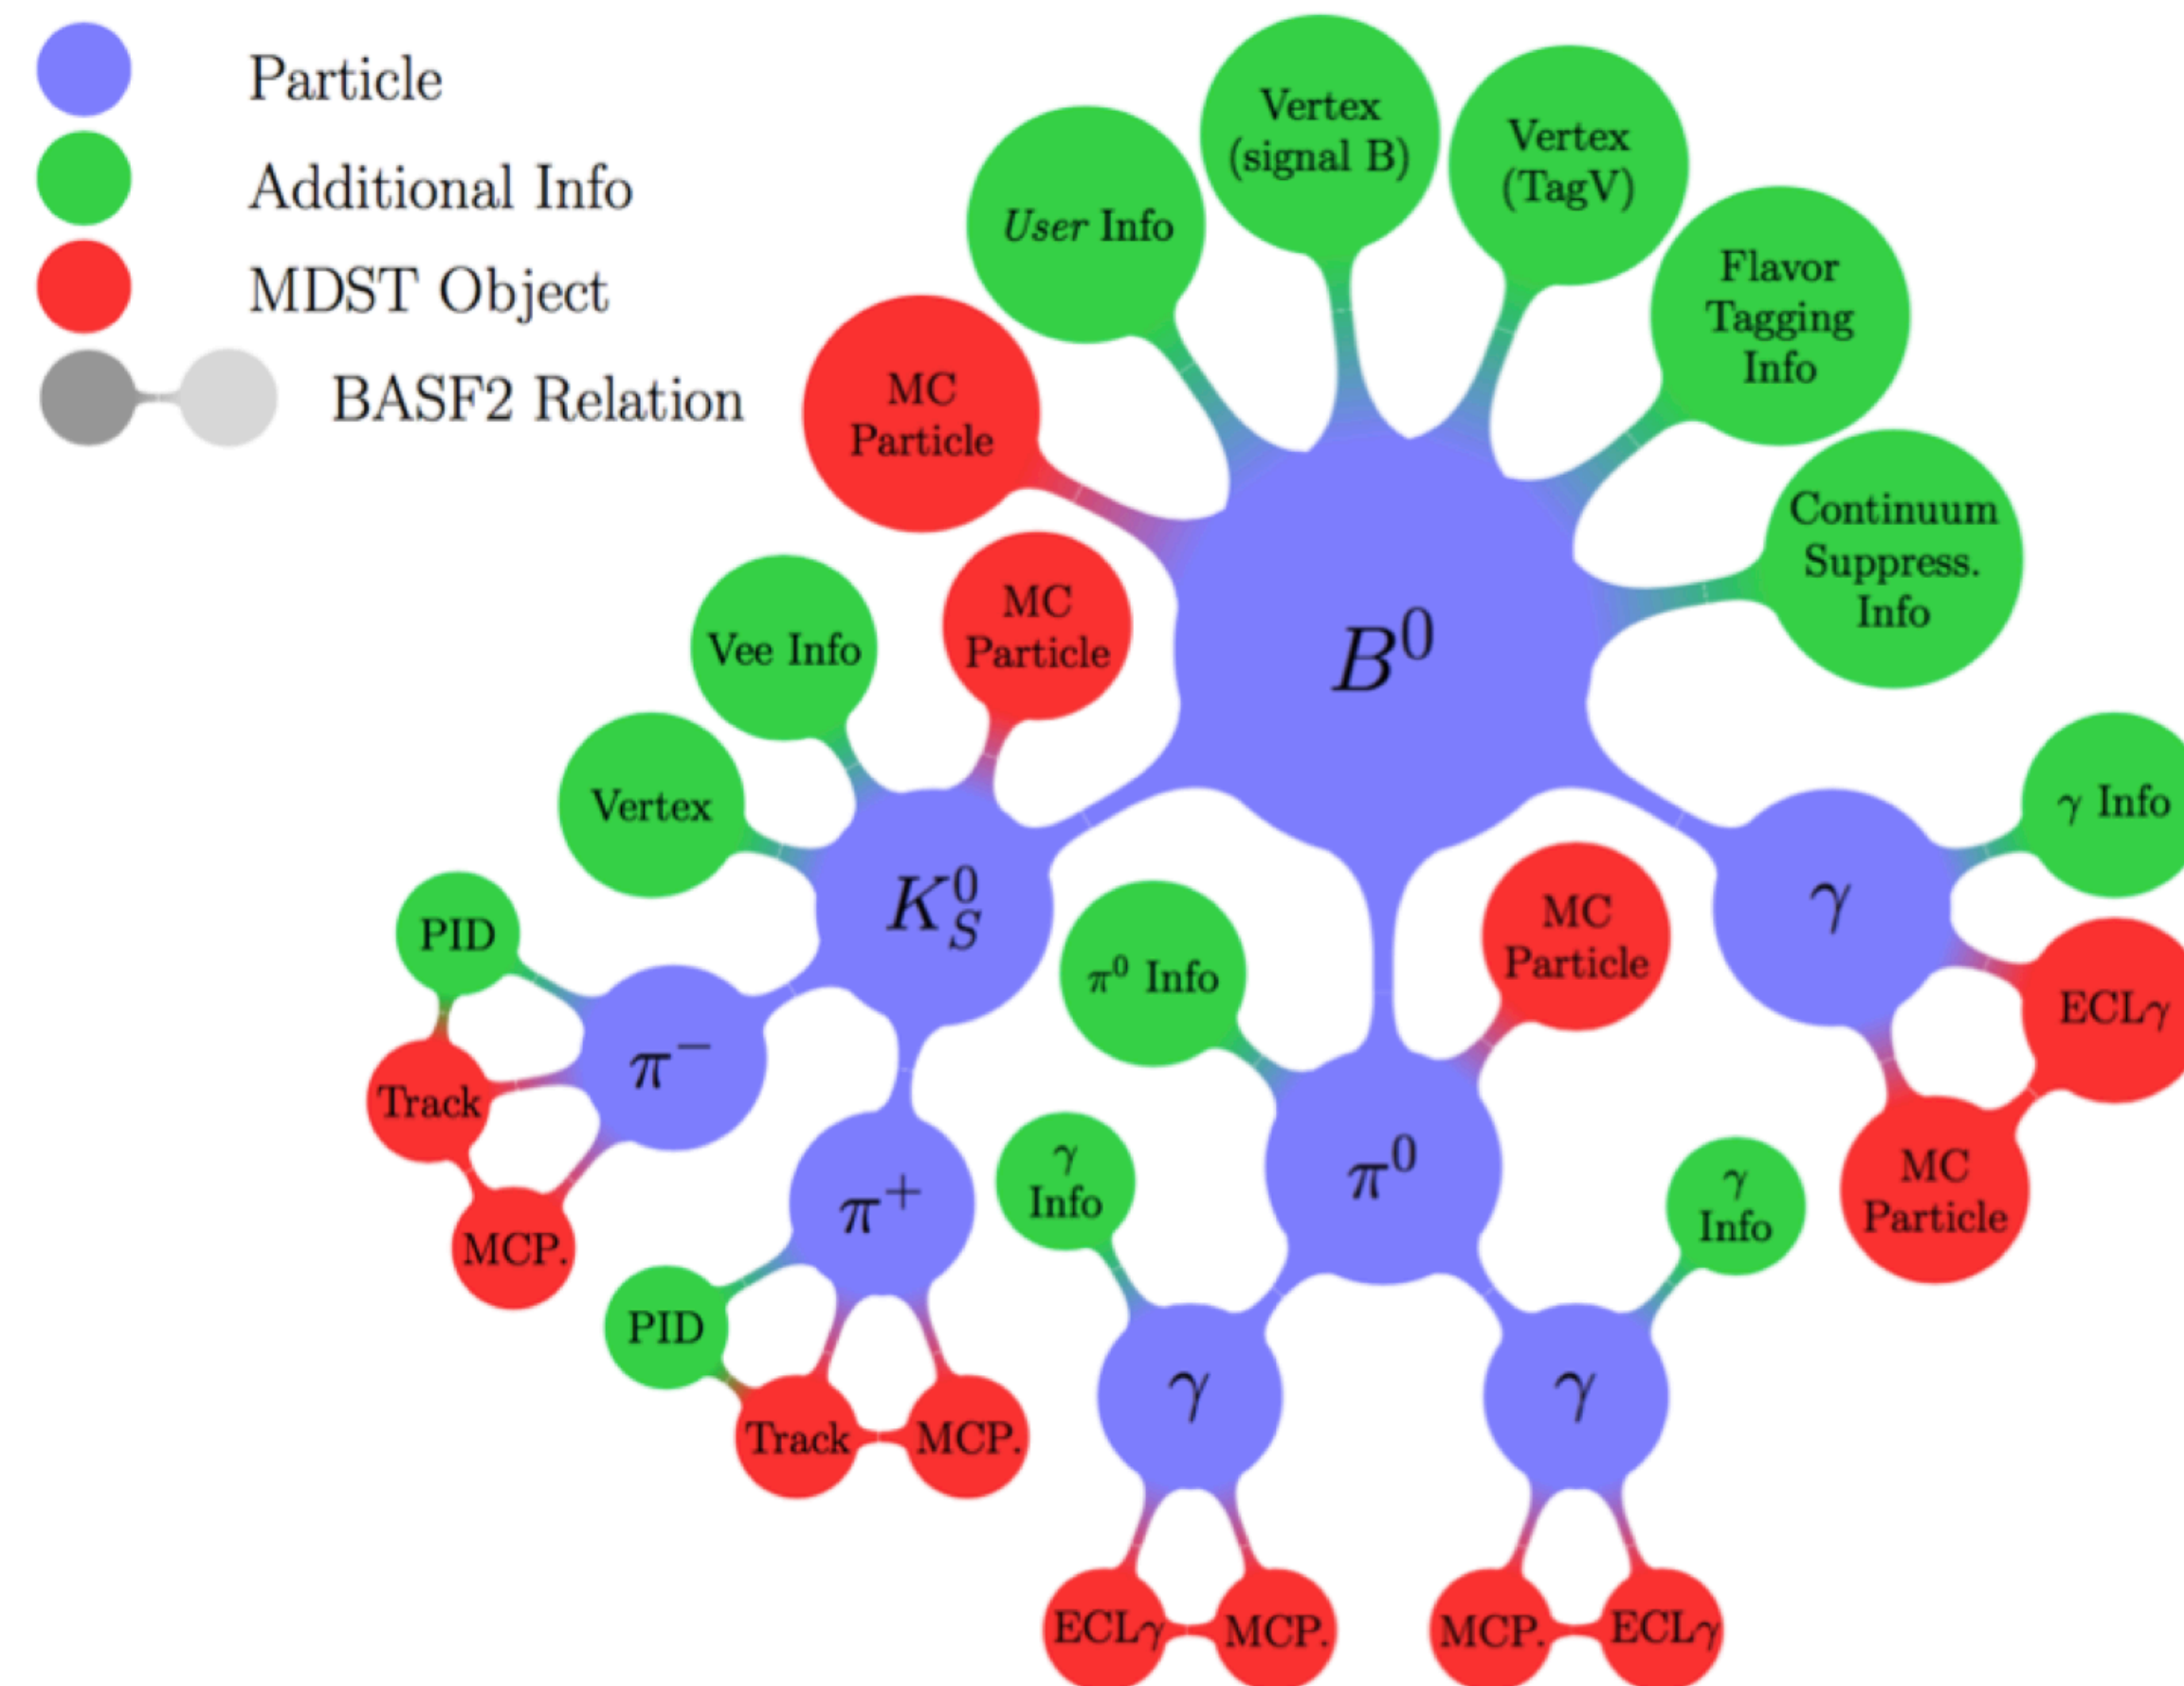 Particle
Additional Info
MDST Object
BASF2 Relation
Vertex
(signal B)
Vertex
(TagV)
User Info
Flavor
Tagging
Info
MC
Particle
Continuum
Suppress.
Info
B⁰
Vee Info
MC
Particle
Vertex
γ Info
K⁰_S
γ
PID
π⁰ Info
MC
Particle
ECLγ
π⁻
Track
π⁰
MC
Particle
γ
Info
γ
Info
π⁺
MCP.
PID
γ
γ
Track
MCP.
ECLγ
MCP.
MCP.
ECLγ